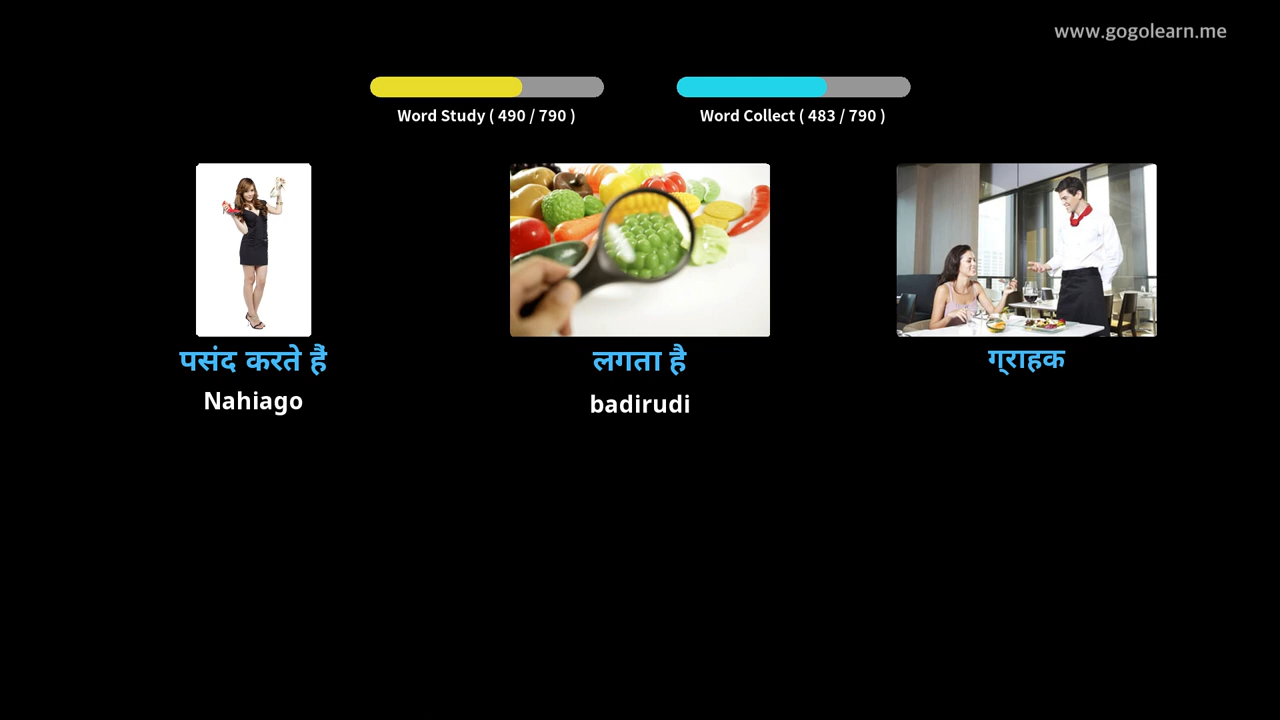 www.gogolearn.me
Word Study ( 490 / 790 )
Word Collect ( 483 / 790 )
पसंद करते हैं
लगता है
ग्राहक
Nahiago
badirudi